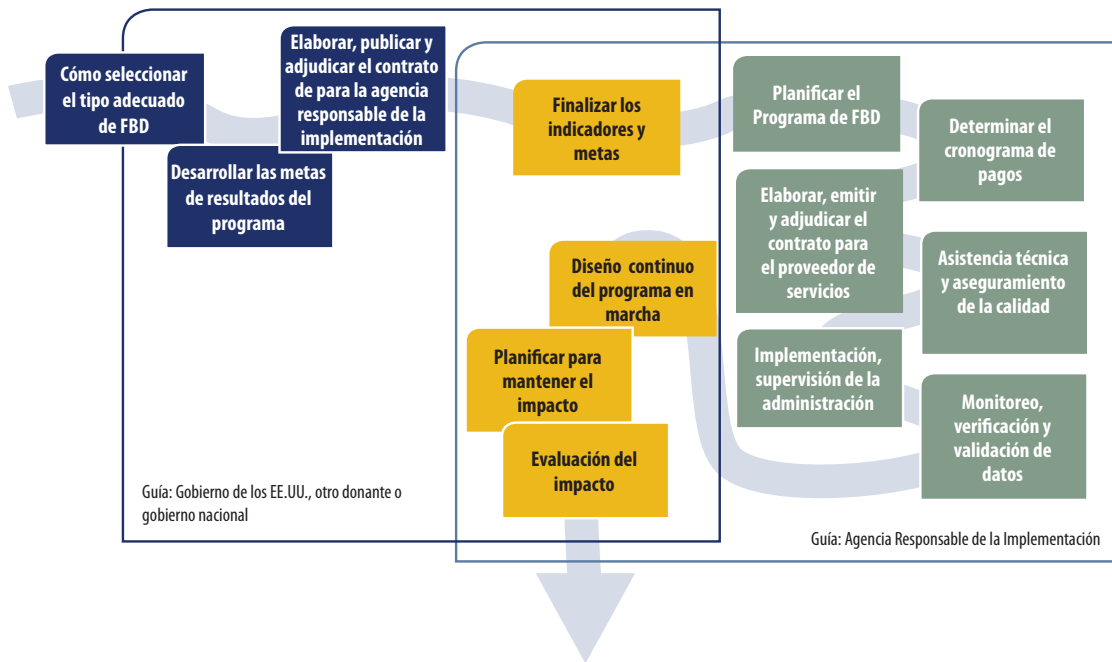 Cómo seleccionar
el tipo adecuado
de FBD
Desarrollar las metas
de resultados del
programa
Elaborar, publicar y
adjudicar el contrato
de para la agencia
responsable de la
implementación
Finalizar los
indicadores y
metas
Planificar el
Programa de FBD
Determinar el
cronograma de
pagos
Elaborar, emitir
y adjudicar el
contrato para
el proveedor de
servicios
Asistencia técnica
y aseguramiento
de la calidad
Implementación,
supervisión de la
administración
Monitoreo,
verificación y
validación de
datos
Diseño continuo
del programa en
marcha
Planificar para
mantener el
impacto
Evaluación del
impacto
Guía: Gobierno de los EE.UU., otro donante o
gobierno nacional
Guía: Agencia Responsable de la Implementación